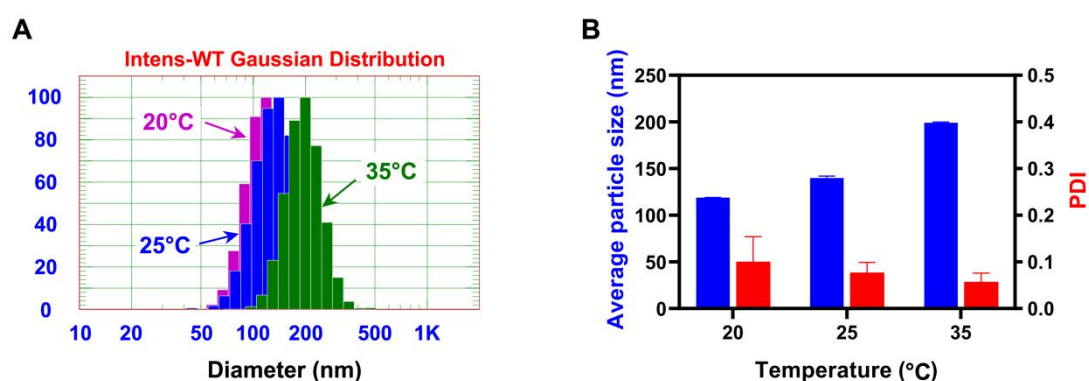 A
Intens-WT Gaussian Distribution
100
80
60
40
20
0
20°C
25°C
35°C
10 20 50 100 200 500 1K
Diameter (nm)
B
Average particle size (nm)
250
200
150
100
50
0
0.5
0.4
0.3
0.2
0.1
0.0
PDI
20 25 35
Temperature (°C)